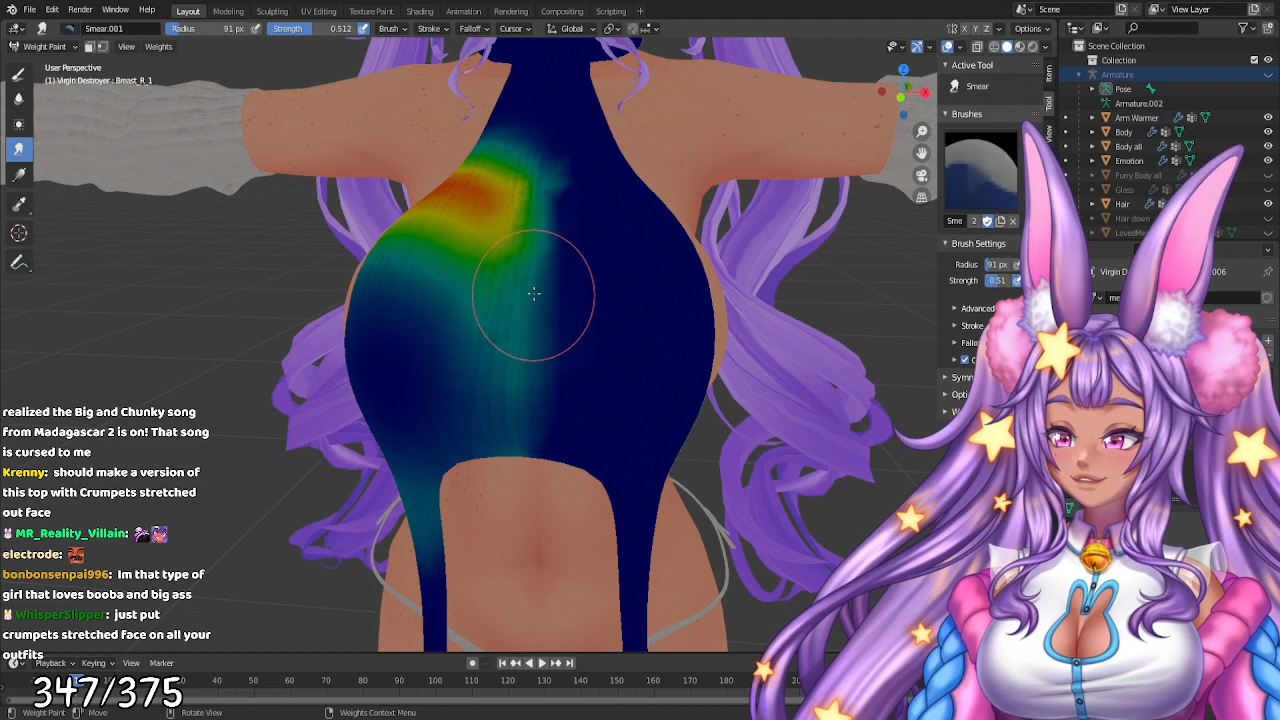 File Edit Render Window Help Layout Modeling Sculpting UV Editing Texture Paint Shading Animation Rendering Compositing Scripting + Scene View Layer
Smear.001 Radius 91 px Strength 0.512 Brush Stroke Falloff Cursor Global X Y Z Options
Weight Paint View Weights
User Perspective
(1) Virgin Destroyer : Breast_R_1
Active Tool
Smear
Brushes
Sme 2
Brush Settings
Radius 91 px
Strength 0.51
Advanced
Stroke
Item
Tool
View
Scene Collection
Collection
Armature
Pose
Armature.002
Arm Warmer
Body
Body all
Emotion
Furry Body all
Glass
Hair
Hair down
realized the Big and Chunky song
from Madagascar 2 is on! That song
is cursed to me
Krenny: should make a version of
this top with Crumpets stretched
out face
MR_Reality_Villain:
electrode:
bonbonsenpai996: Im that type of
girl that loves booba and big ass
WhisperSlipper: just put
crumpets stretched face on all your
outfits
Playback Keying View Marker
40 50 60 70 80 90 100 110 120 130 140 150 160 170 180
347/375
Weight Paint Move Rotate View Weights Context Menu